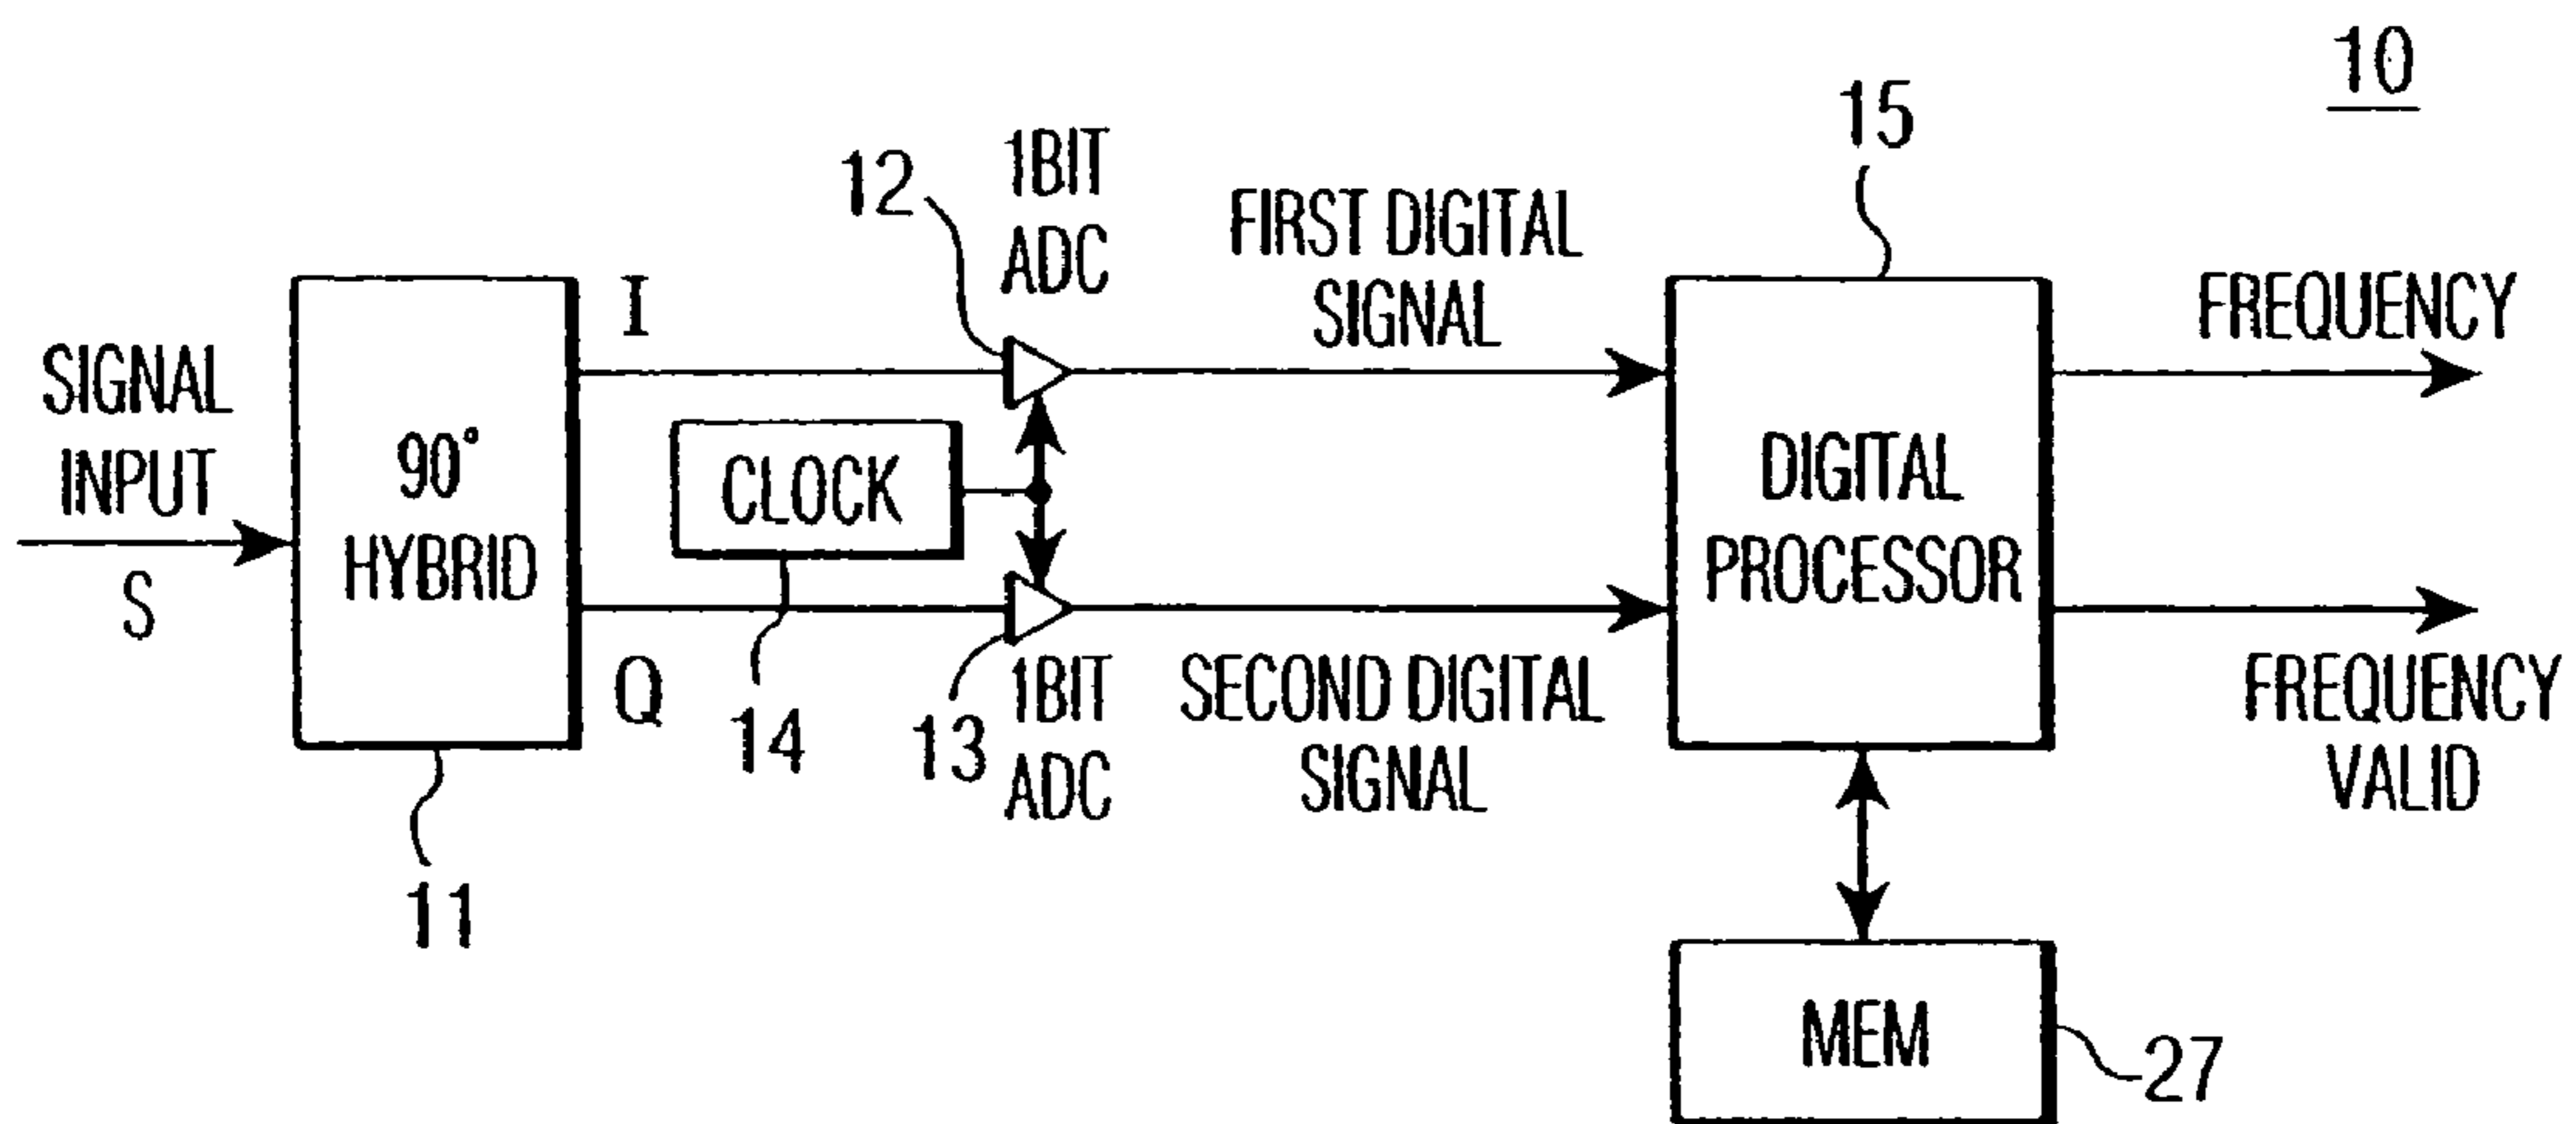 10
15
12
1BIT
ADC
FIRST DIGITAL
SIGNAL
I
FREQUENCY
SIGNAL
INPUT
S
90°
HYBRID
CLOCK
DIGITAL
PROCESSOR
Q
14
13
1BIT
ADC
SECOND DIGITAL
SIGNAL
FREQUENCY
VALID
11
MEM
27